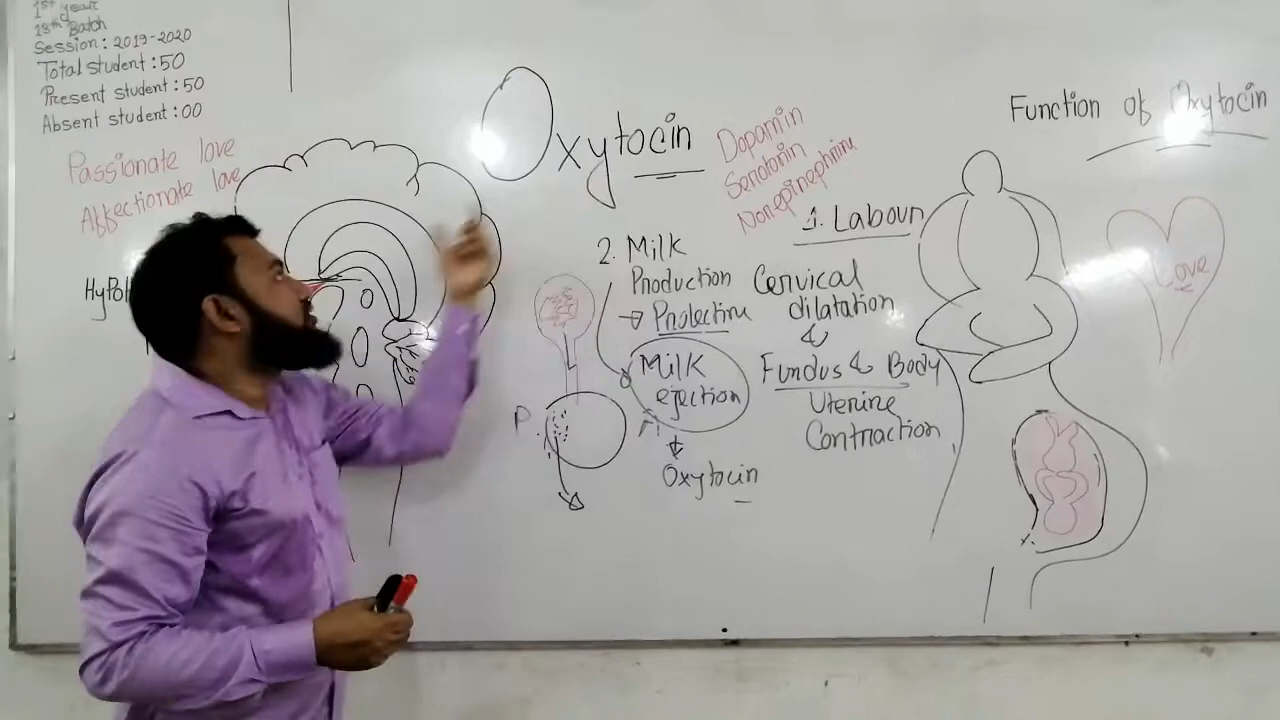 1st year
18th Batch
Session: 2019-2020
Total student: 50
Present student: 50
Absent student: 00
Passionate love
Affectionate love
Oxytocin
Dopamin
Serotonin
Norepinephrine
Function of Oxytocin
1. Labour
Cervical
dilatation
&
Fundus & Body
Uterine
Contraction
2. Milk
Production
→ Prolactine
Milk
ejection
Oxytocin
P.
Love